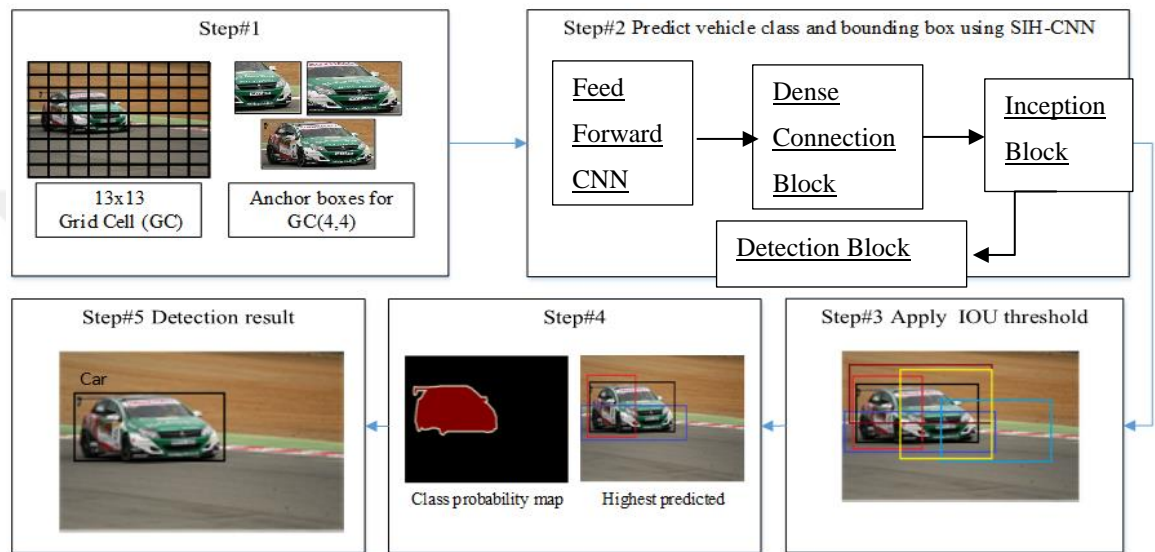 Step#1
13x13
Grid Cell (GC)
Anchor boxes for
GC(4,4)
Step#2 Predict vehicle class and bounding box using SIH-CNN
Feed
Forward
CNN
Dense
Connection
Block
Inception
Block
Detection Block
Step#3 Apply IOU threshold
Step#4
Class probability map
Highest predicted
Step#5 Detection result
Car